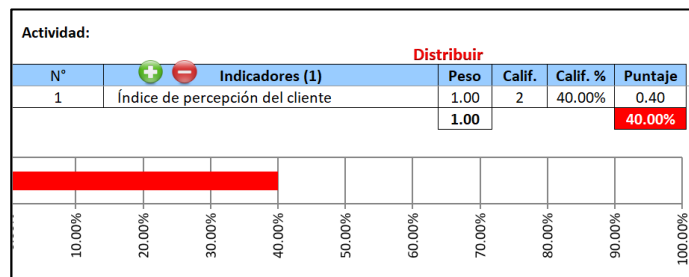 Actividad:
Distribuir
N° Indicadores (1) Peso Calif. Calif. % Puntaje
1 Índice de percepción del cliente 1.00 2 40.00% 0.40
1.00 40.00%
10.00% 20.00% 30.00% 40.00% 50.00% 60.00% 70.00% 80.00% 90.00% 100.00%